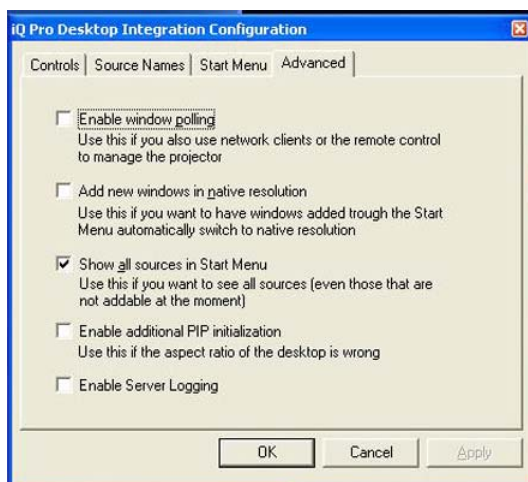 iQ Pro Desktop Integration Configuration
Controls Source Names Start Menu Advanced
Enable window polling
Use this if you also use network clients or the remote control
to manage the projector
Add new windows in native resolution
Use this if you want to have windows added trough the Start
Menu automatically switch to native resolution
Show all sources in Start Menu
Use this if you want to see all sources (even those that are
not addable at the moment)
Enable additional PIP initialization
Use this if the aspect ratio of the desktop is wrong
Enable Server Logging
OK Cancel Apply